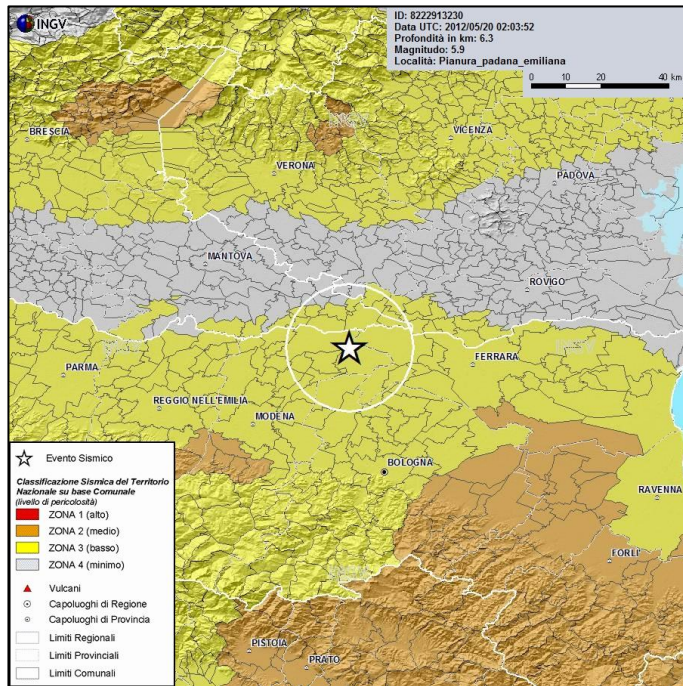 INGV
ID: 8222913230
Data UTC: 2012/05/20 02:03:52
Profondità in km: 6.3
Magnitudo: 5.9
Località: Pianura_padana_emiliana
0 10 20 40 km
INGV
BRESCIA
VICENZA
VERONA
PADOVA
MANTOVA
ROVIGO
INGV
INGV
PARMA
FERRARA
REGGIO NELL'EMILIA
MODENA
BOLOGNA
RAVENNA
FORLI'
INGV
PISTOIA
PRATO
Evento Sismico
Classificazione Sismica del Territorio
Nazionale su base Comunale
(livello di pericolosità)
ZONA 1 (alto)
ZONA 2 (medio)
ZONA 3 (basso)
ZONA 4 (minimo)
Vulcani
Capoluoghi di Regione
Capoluoghi di Provincia
Limiti Regionali
Limiti Provinciali
Limiti Comunali